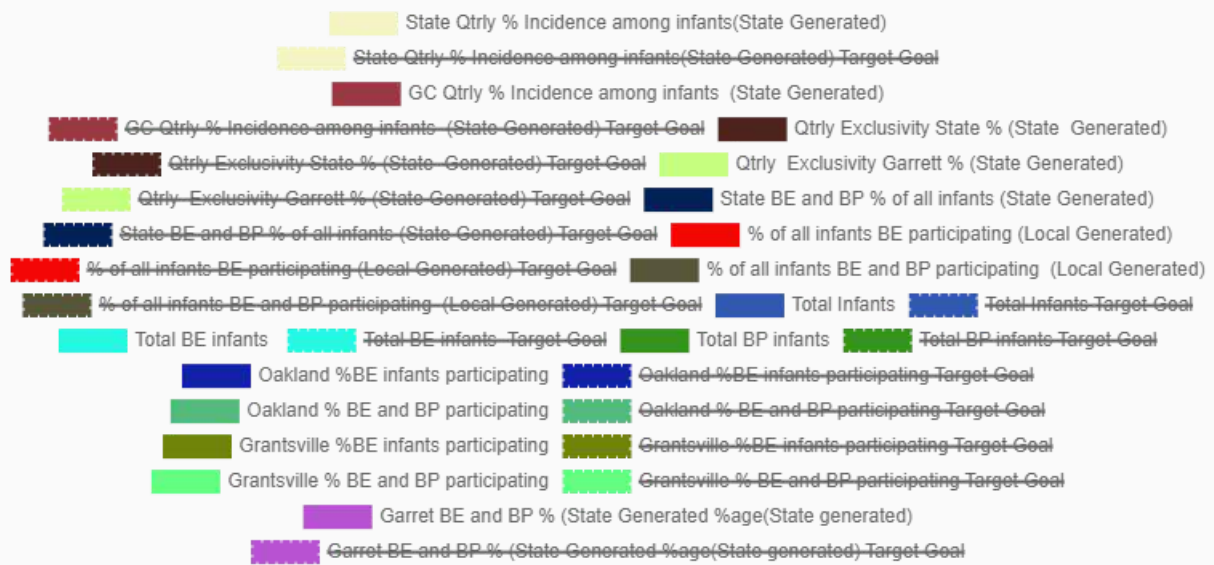 State Qtrly % Incidence among infants(State Generated)
State Qtrly % Incidence among infants(State Generated) Target Goal
GC Qtrly % Incidence among infants (State Generated)
GC Qtrly % Incidence among infants (State Generated) Target Goal Qtrly Exclusivity State % (State Generated)
Qtrly Exclusivity State % (State Generated) Target Goal Qtrly Exclusivity Garrett % (State Generated)
Qtrly Exclusivity Garrett % (State Generated) Target Goal State BE and BP % of all infants (State Generated)
State BE and BP % of all infants (State Generated) Target Goal % of all infants BE participating (Local Generated)
% of all infants BE participating (Local Generated) Target Goal % of all infants BE and BP participating (Local Generated)
% of all infants BE and BP participating (Local Generated) Target Goal Total Infants Total Infants Target Goal
Total BE infants Total BE infants Target Goal Total BP infants Total BP infants Target Goal
Oakland %BE infants participating Oakland %BE infants participating Target Goal
Oakland % BE and BP participating Oakland % BE and BP participating Target Goal
Grantsville %BE infants participating Grantsville %BE infants participating Target Goal
Grantsville % BE and BP participating Grantsville % BE and BP participating Target Goal
Garret BE and BP % (State Generated %age(State generated)
Garret BE and BP % (State Generated %age(State generated) Target Goal